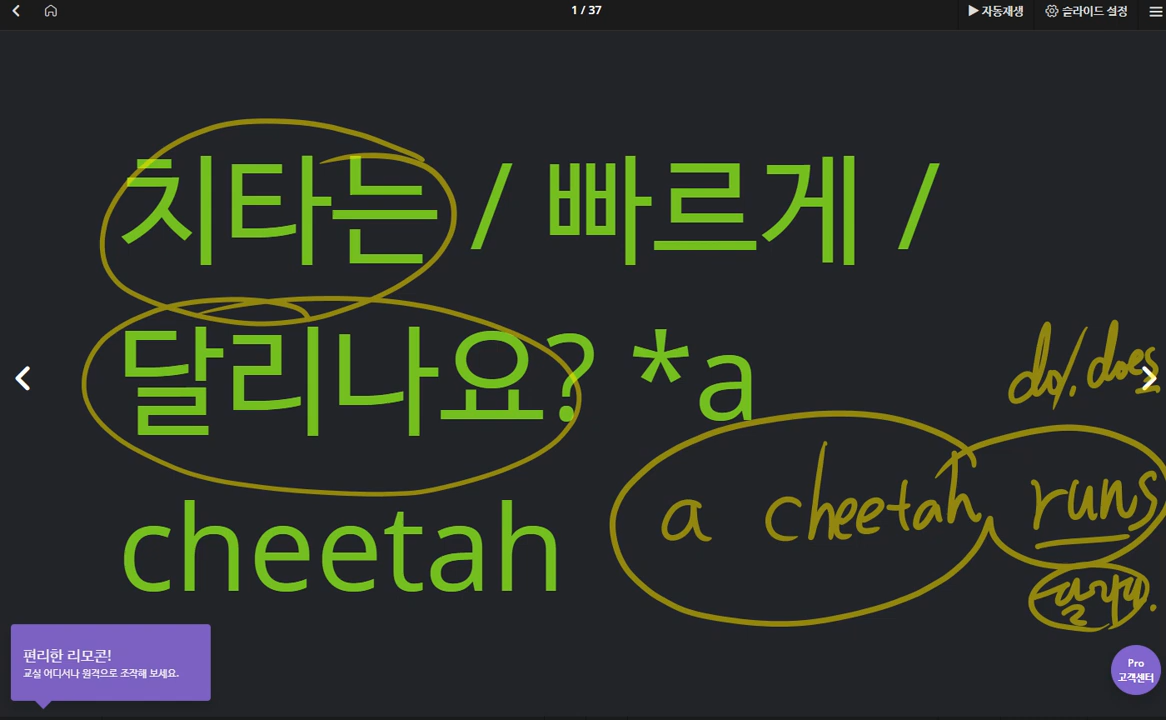 1 / 37
자동재생
슬라이드 설정
치타는 / 빠르게 /
달리나요? *a
cheetah
do/does
a cheetah runs
편리한 리모콘!
교실 어디서나 원격으로 조작해 보세요.
Pro
고객센터